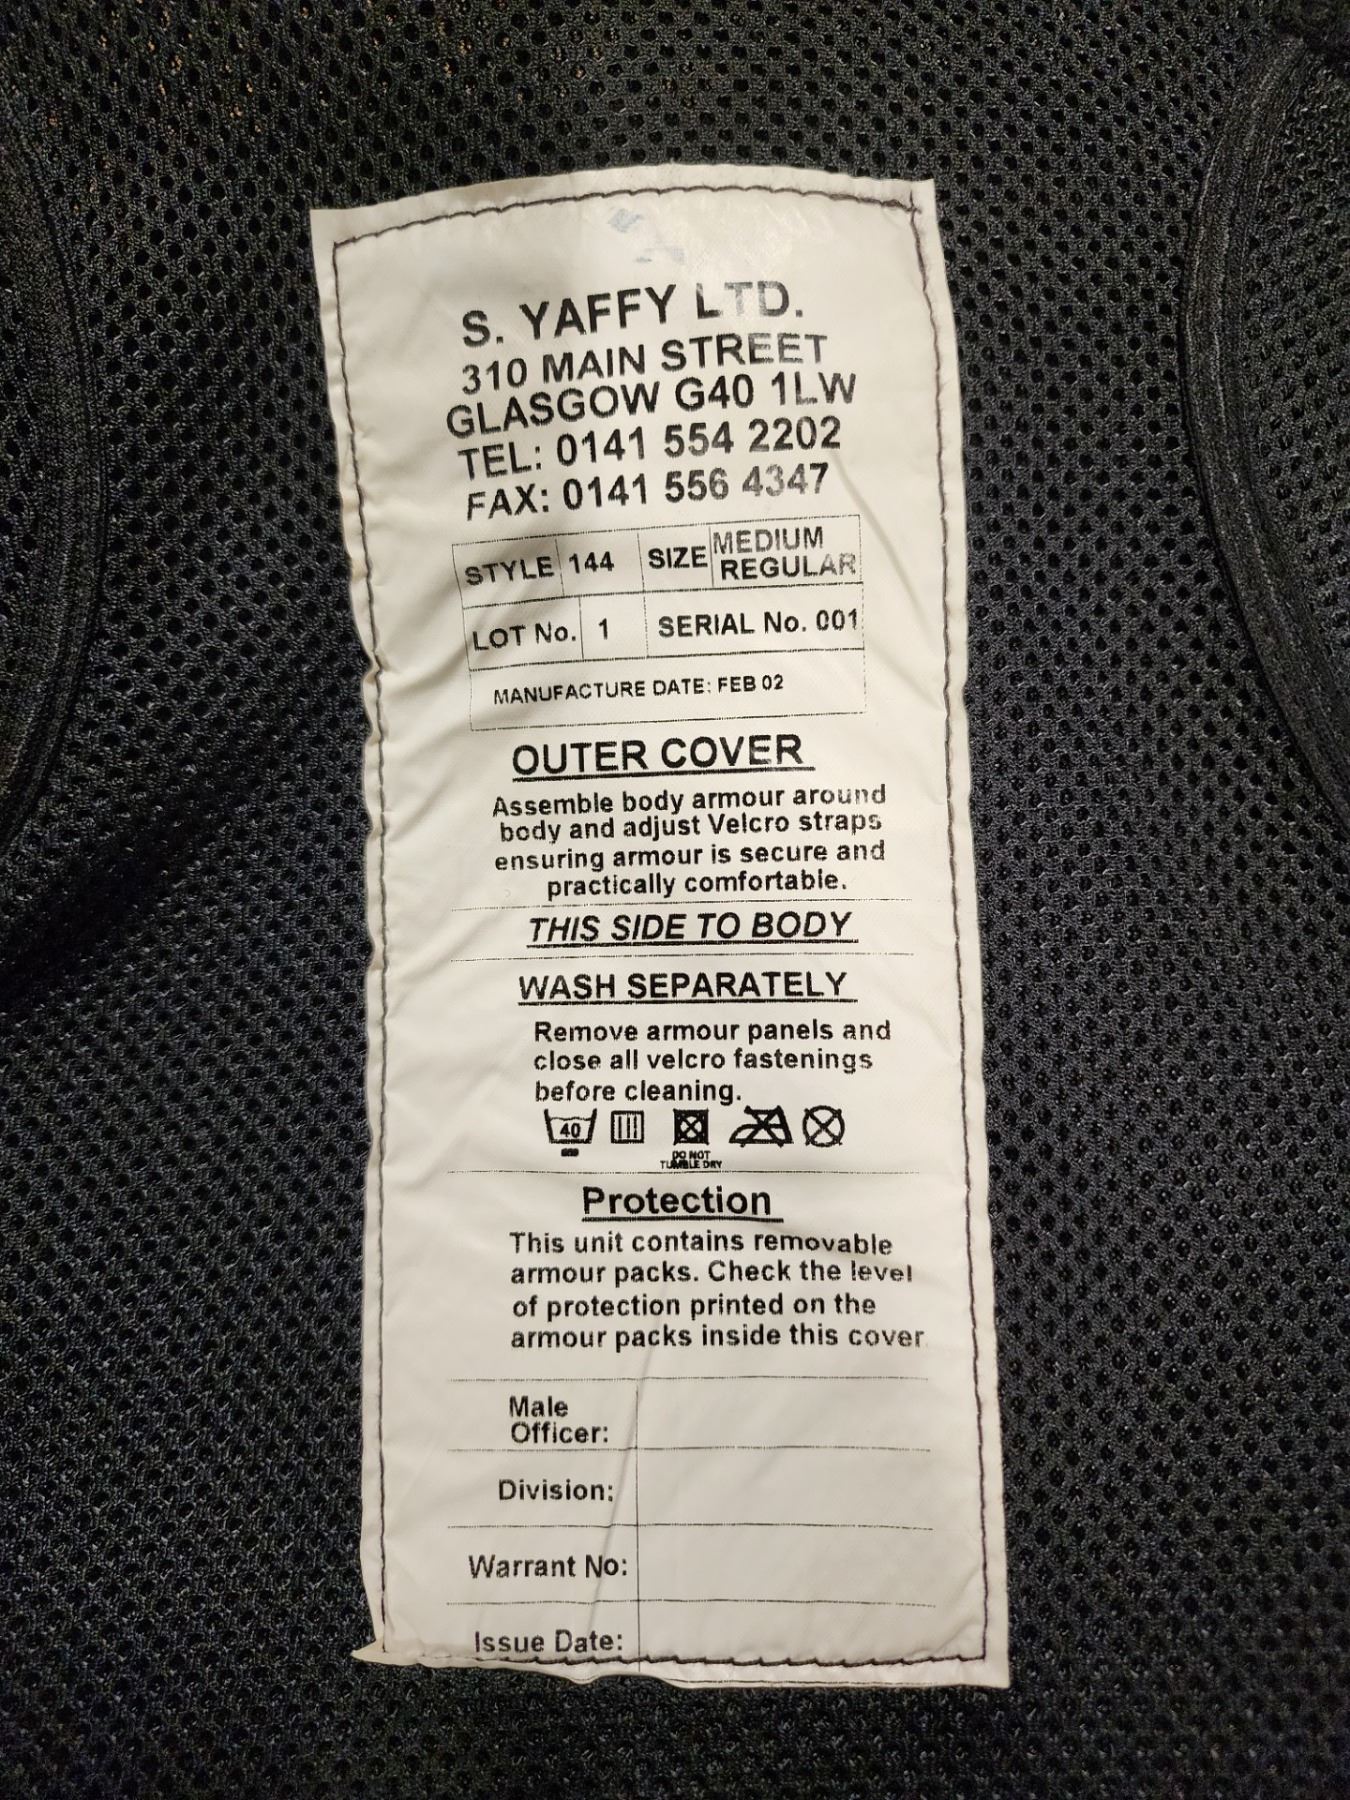 S. YAFFY LTD.
310 MAIN STREET
GLASGOW G40 1LW
TEL: 0141 554 2202
FAX: 0141 556 4347
STYLE 144 SIZE MEDIUM REGULAR
LOT No. 1 SERIAL No. 001
MANUFACTURE DATE: FEB 02
OUTER COVER
Assemble body armour around
body and adjust Velcro straps
ensuring armour is secure and
practically comfortable.
THIS SIDE TO BODY
WASH SEPARATELY
Remove armour panels and
close all velcro fastenings
before cleaning.
40
DO NOT
TUMBLE DRY
Protection
This unit contains removable
armour packs. Check the level
of protection printed on the
armour packs inside this cover.
Male
Officer:
Division:
Warrant No:
Issue Date: